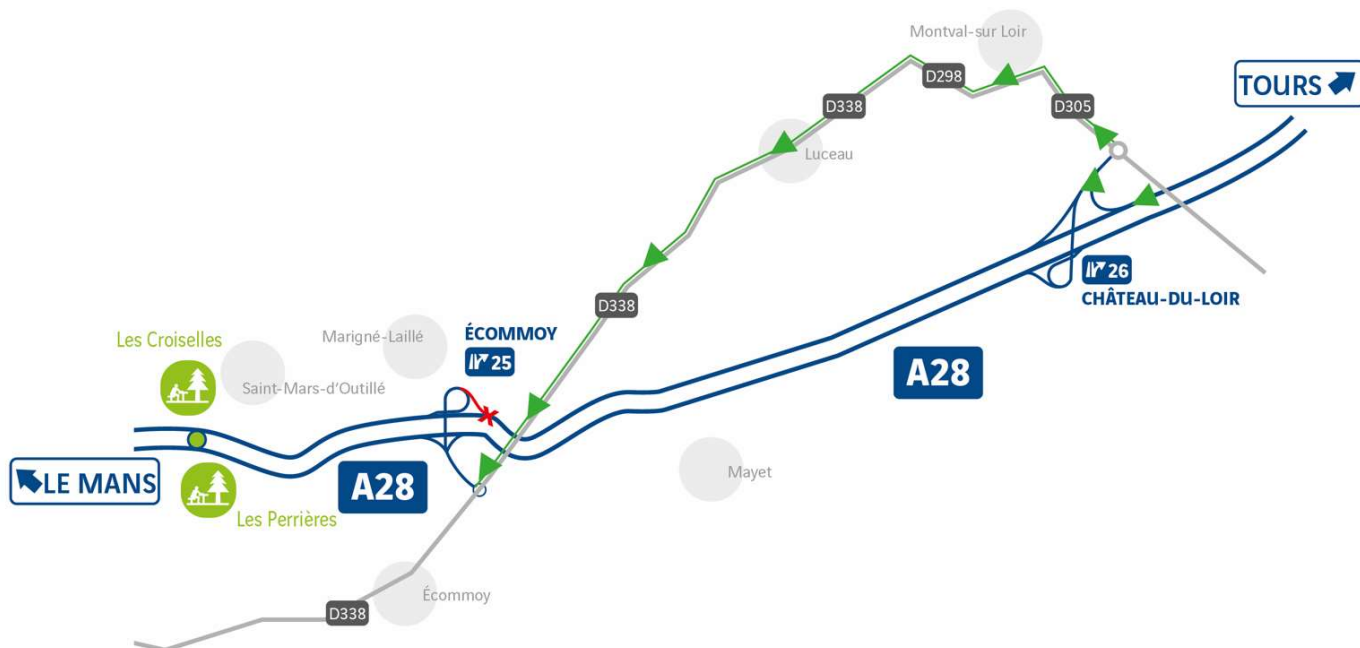 Montval-sur Loir
D298
TOURS
D338
D305
Luceau
26
CHÂTEAU-DU-LOIR
D338
ÉCOMMOY
25
Marigné-Laillé
Les Croiselles
Saint-Mars-d'Outillé
A28
LE MANS
A28
Mayet
Les Perrières
Écommoy
D338